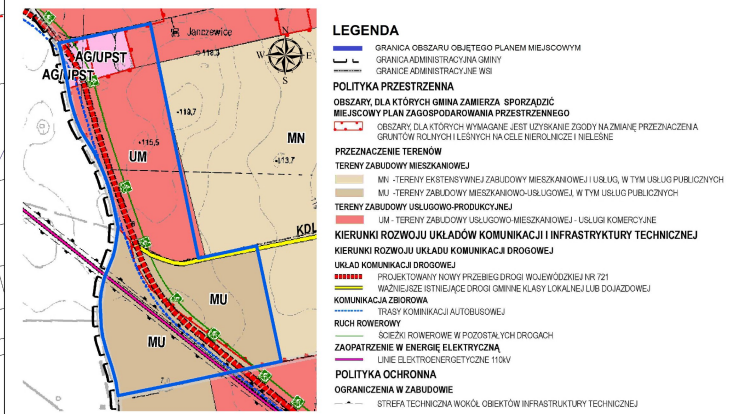 Janczewice
118,3
N
W
E
S
AG/UPST
AG/UPST
113,7
115,5
UM
MN
113,7
KDL
MU
MU
LEGENDA
GRANICA OBSZARU OBJĘTEGO PLANEM MIEJSCOWYM
GRANICA ADMINISTRACYJNA GMINY
GRANICE ADMINISTRACYJNE WSI
POLITYKA PRZESTRZENNA
OBSZARY, DLA KTÓRYCH GMINA ZAMIERZA SPORZĄDZIĆ
MIEJSCOWY PLAN ZAGOSPODAROWANIA PRZESTRZENNEGO
OBSZARY, DLA KTÓRYCH WYMAGANE JEST UZYSKANIE ZGODY NA ZMIANĘ PRZEZNACZENIA
GRUNTÓW ROLNYCH I LEŚNYCH NA CELE NIEROLNICZE I NIELEŚNE
PRZEZNACZENIE TERENÓW
TERENY ZABUDOWY MIESZKANIOWEJ
MN -TERENY EKSTENSYWNEJ ZABUDOWY MIESZKANIOWEJ I USŁUG, W TYM USŁUG PUBLICZNYCH
MU -TERENY ZABUDOWY MIESZKANIOWO-USŁUGOWEJ, W TYM USŁUG PUBLICZNYCH
TERENY ZABUDOWY USŁUGOWO-PRODUKCYJNEJ
UM - TERENY ZABUDOWY USŁUGOWO-MIESZKANIOWEJ - USŁUGI KOMERCYJNE
KIERUNKI ROZWOJU UKŁADÓW KOMUNIKACJI I INFRASTRYKTURY TECHNICZNEJ
KIERUNKI ROZWOJU UKŁADU KOMUNIKACJI DROGOWEJ
UKŁAD KOMUNIKACJI DROGOWEJ
PROJEKTOWANY NOWY PRZEBIEG DROGI WOJEWÓDZKIEJ NR 721
WAŻNIEJSZE ISTNIEJĄCE DROGI GMINNE KLASY LOKALNEJ LUB DOJAZDOWEJ
KOMUNIKACJA ZBIOROWA
TRASY KOMINIKACJI AUTOBUSOWEJ
RUCH ROWEROWY
ŚCIEŻKI ROWEROWE W POZOSTAŁYCH DROGACH
ZAOPATRZENIE W ENERGIĘ ELEKTRYCZNĄ
LINIE ELEKTROENERGETYCZNE 110kV
POLITYKA OCHRONNA
OGRANICZENIA W ZABUDOWIE
STREFA TECHNICZNA WOKÓŁ OBIEKTÓW INFRASTRUKTURY TECHNICZNEJ